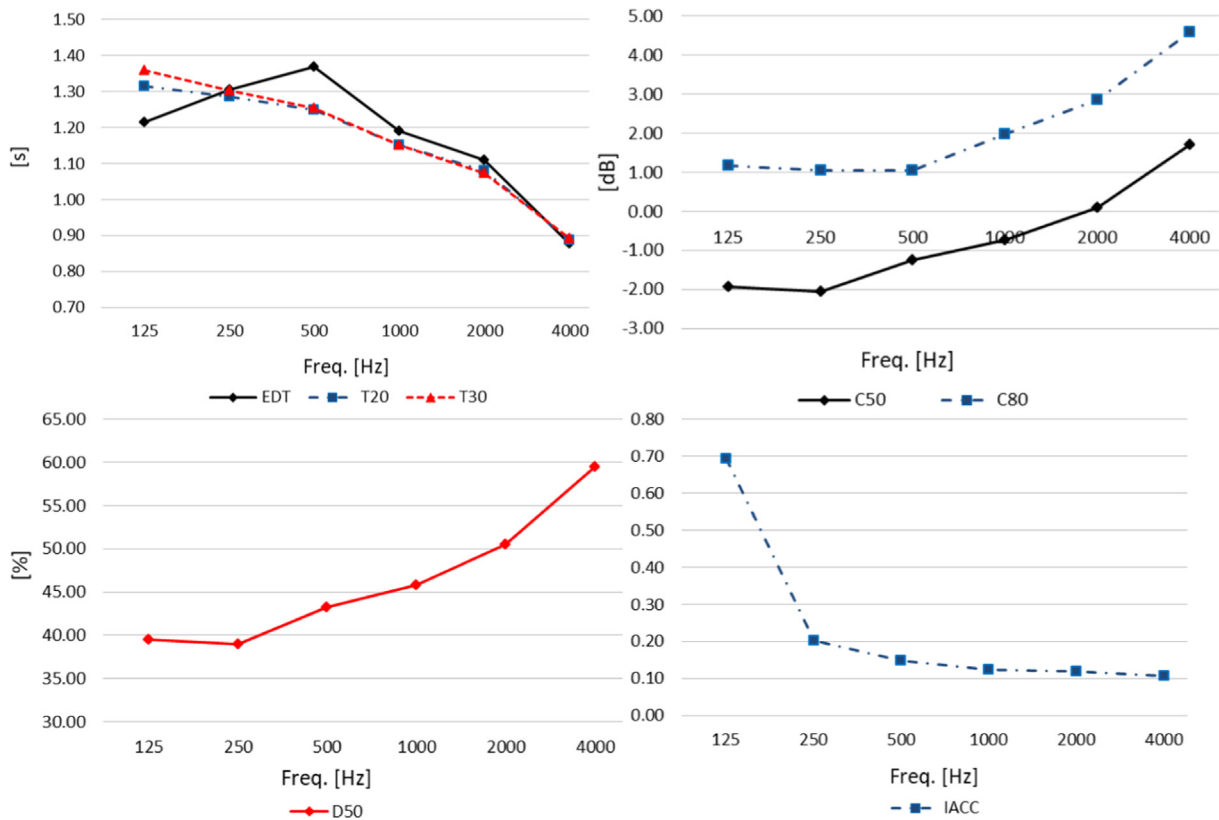 1.50
1.40
1.30
1.20
1.10
1.00
0.90
0.80
0.70
[s]
125 250 500 1000 2000 4000
Freq. [Hz]
EDT T20 T30
5.00
4.00
3.00
2.00
1.00
0.00
-1.00
-2.00
-3.00
[dB]
125 250 500 1000 2000 4000
Freq. [Hz]
C50 C80
65.00
60.00
55.00
50.00
45.00
40.00
35.00
30.00
[%]
125 250 500 1000 2000 4000
Freq. [Hz]
D50
0.80
0.70
0.60
0.50
0.40
0.30
0.20
0.10
0.00
125 250 500 1000 2000 4000
Freq. [Hz]
IACC